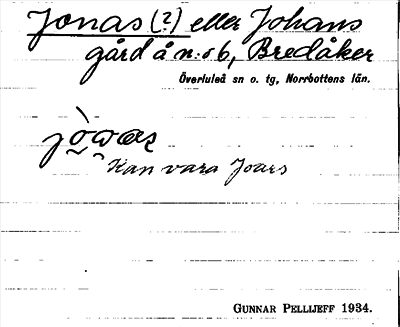 Jonas (?) eller Johans
gård å n:o 6, Bredåker
Överluleå sn o. tg, Norrbottens län.
Kan vara Joars
GUNNAR PELLIJEFF 1934.